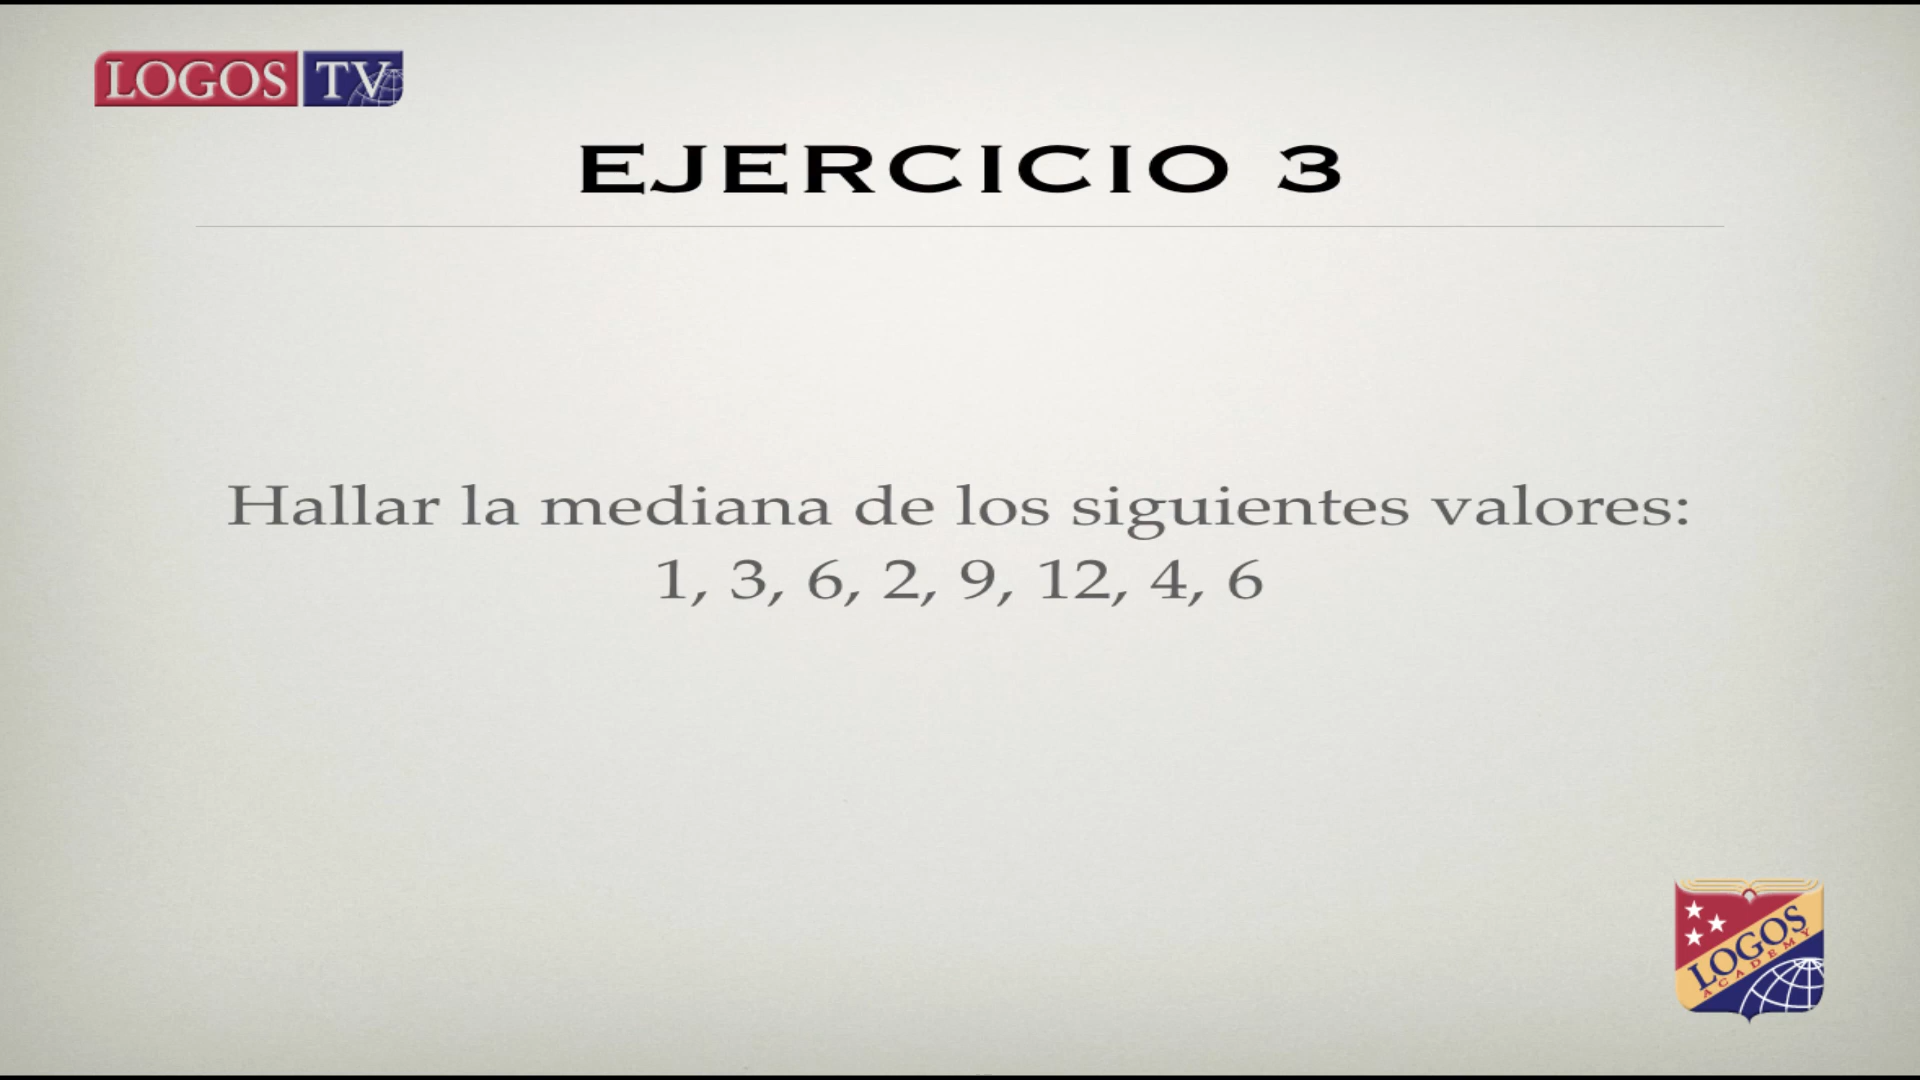 LOGOS TV
EJERCICIO 3
Hallar la mediana de los siguientes valores:
1, 3, 6, 2, 9, 12, 4, 6
LOGOS
ACADEMY